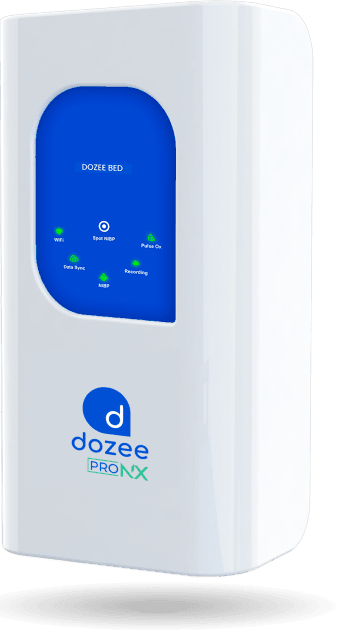 DOZEE BED
WiFi
Spot NIBP
Pulse Ox
Data Sync
Recording
NIBP
d
dozee
PRO NX